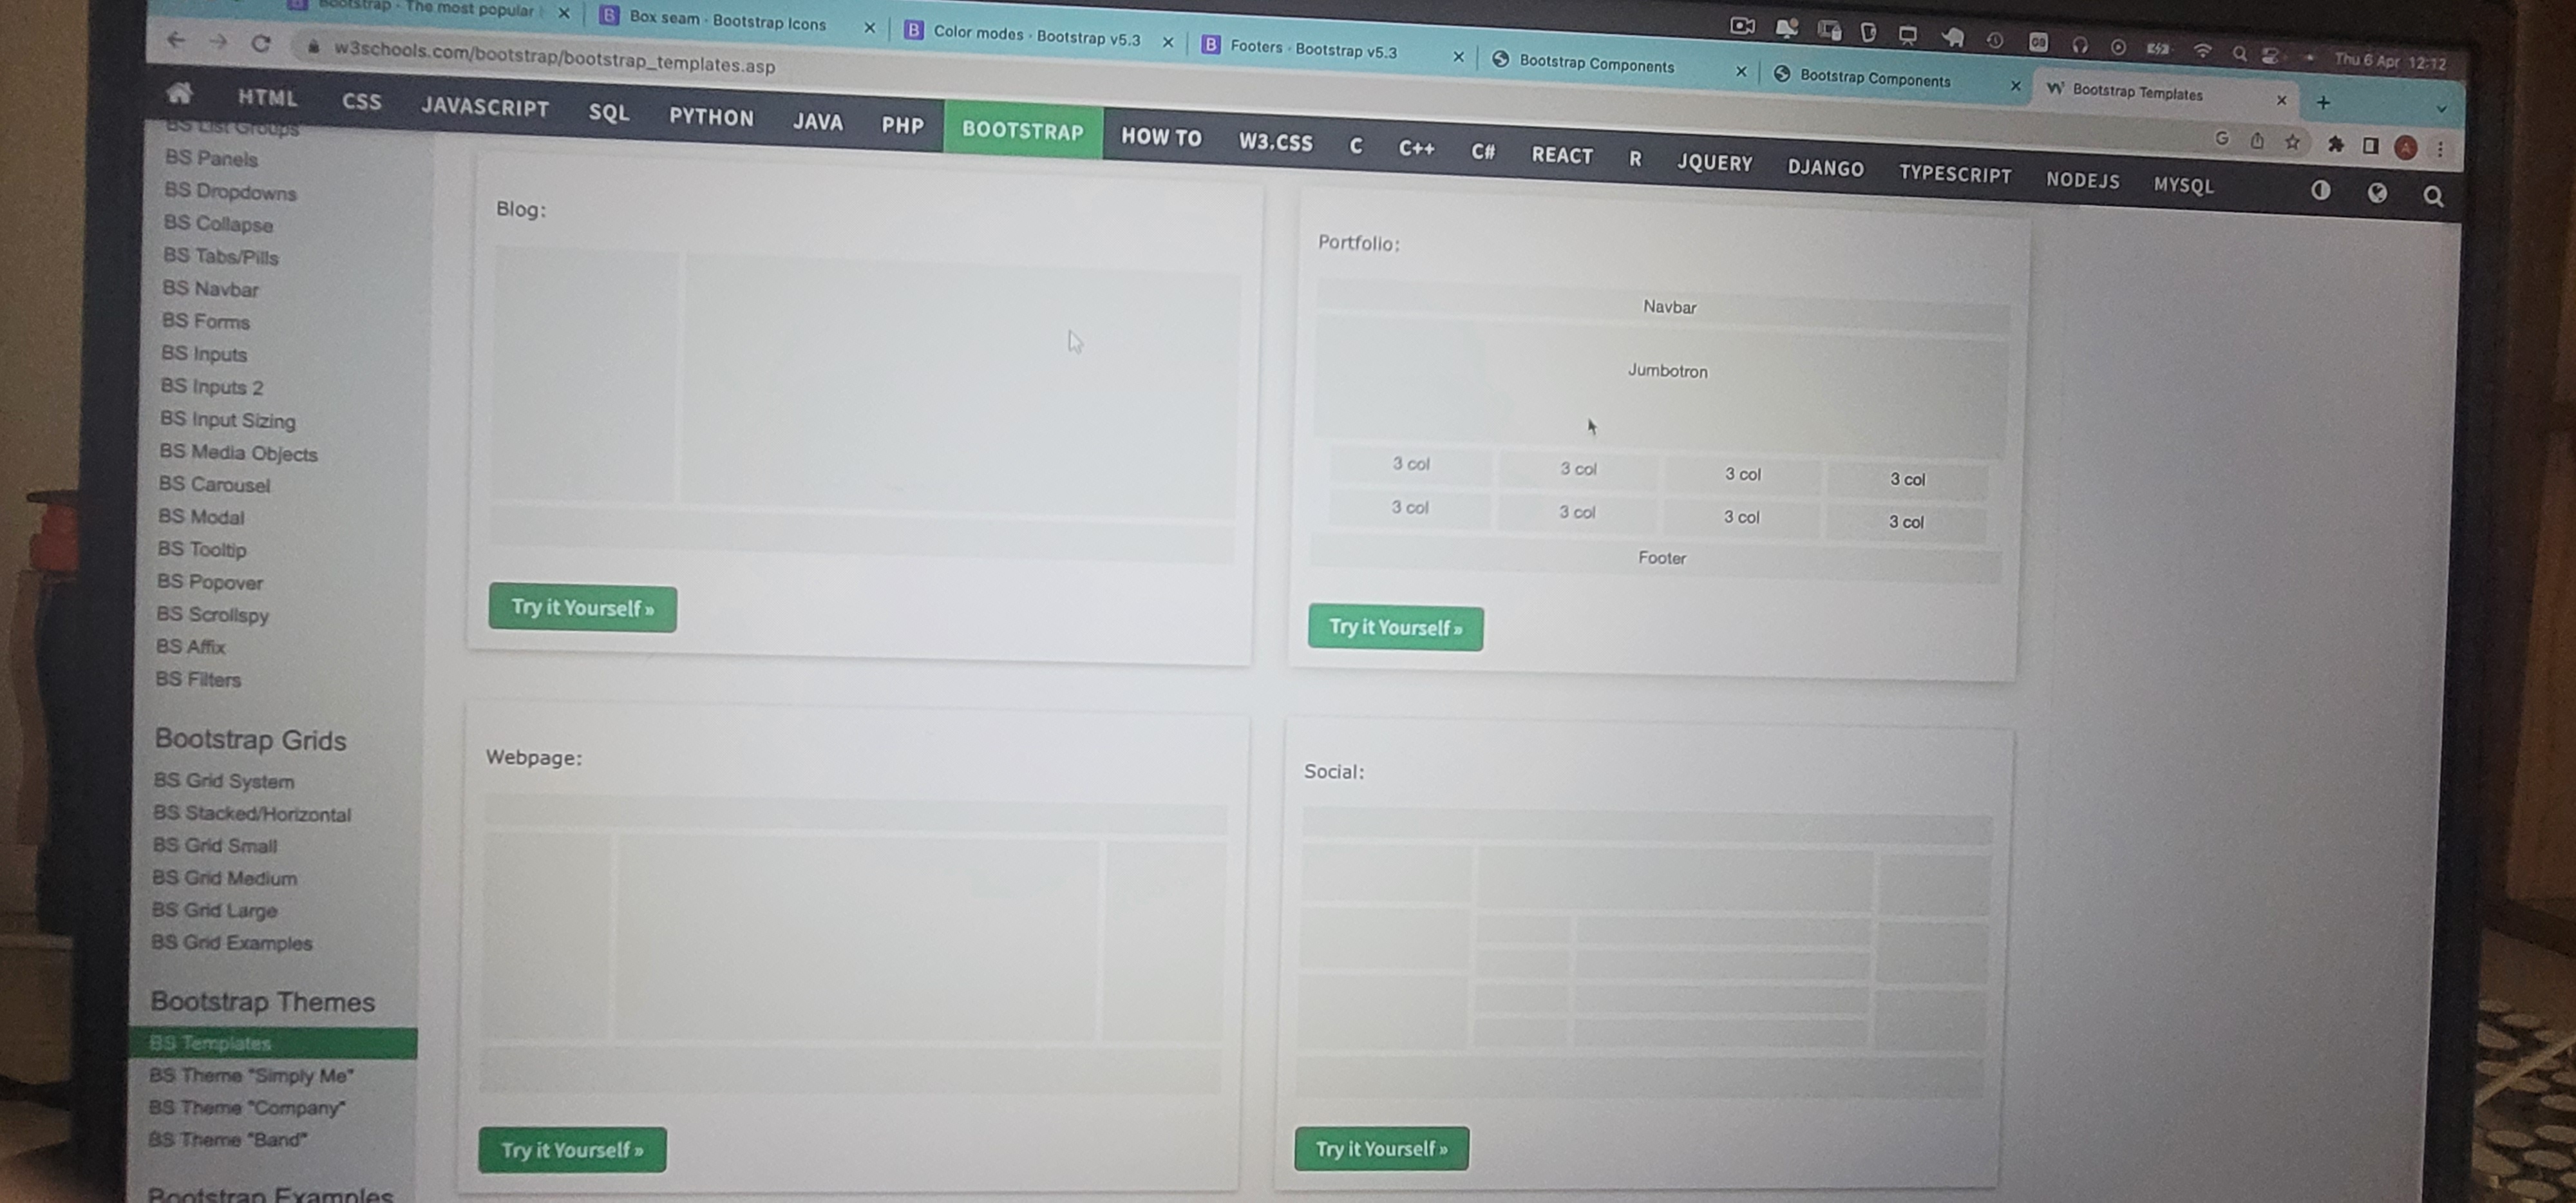 Bootstrap · The most popular
Box seam · Bootstrap Icons
Color modes · Bootstrap v5.3
Footers · Bootstrap v5.3
Bootstrap Components
Bootstrap Components
Bootstrap Templates
Thu 6 Apr 12:12
w3schools.com/bootstrap/bootstrap_templates.asp
HTML CSS JAVASCRIPT SQL PYTHON JAVA PHP BOOTSTRAP HOW TO W3.CSS C C++ C# REACT R JQUERY DJANGO TYPESCRIPT NODEJS MYSQL
BS List Groups
BS Panels
BS Dropdowns
BS Collapse
BS Tabs/Pills
BS Navbar
BS Forms
BS Inputs
BS Inputs 2
BS Input Sizing
BS Media Objects
BS Carousel
BS Modal
BS Tooltip
BS Popover
BS Scrollspy
BS Affix
BS Filters
Bootstrap Grids
BS Grid System
BS Stacked/Horizontal
BS Grid Small
BS Grid Medium
BS Grid Large
BS Grid Examples
Bootstrap Themes
BS Templates
BS Theme "Simply Me"
BS Theme "Company"
BS Theme "Band"
Bootstrap Examples
Blog:
Try it Yourself »
Portfolio:
Navbar
Jumbotron
3 col 3 col 3 col 3 col
3 col 3 col 3 col 3 col
Footer
Try it Yourself »
Webpage:
Try it Yourself »
Social:
Try it Yourself »